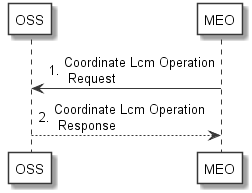 OSS MEO
1. Coordinate Lcm Operation
Request
2. Coordinate Lcm Operation
Response
OSS MEO